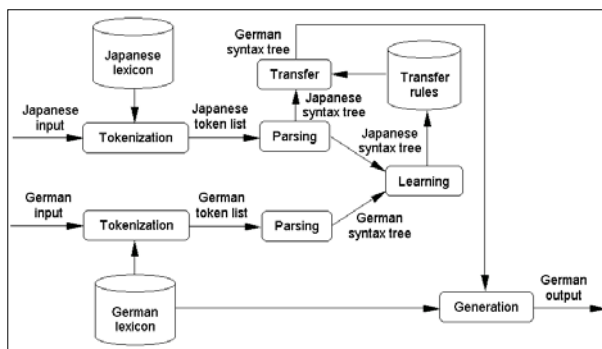 German
syntax tree
Japanese
lexicon
Transfer
Transfer
rules
Japanese
input
Japanese
token list
Japanese
syntax tree
Tokenization
Parsing
Japanese
syntax tree
Learning
German
input
German
token list
Tokenization
Parsing
German
syntax tree
German
lexicon
Generation
German
output